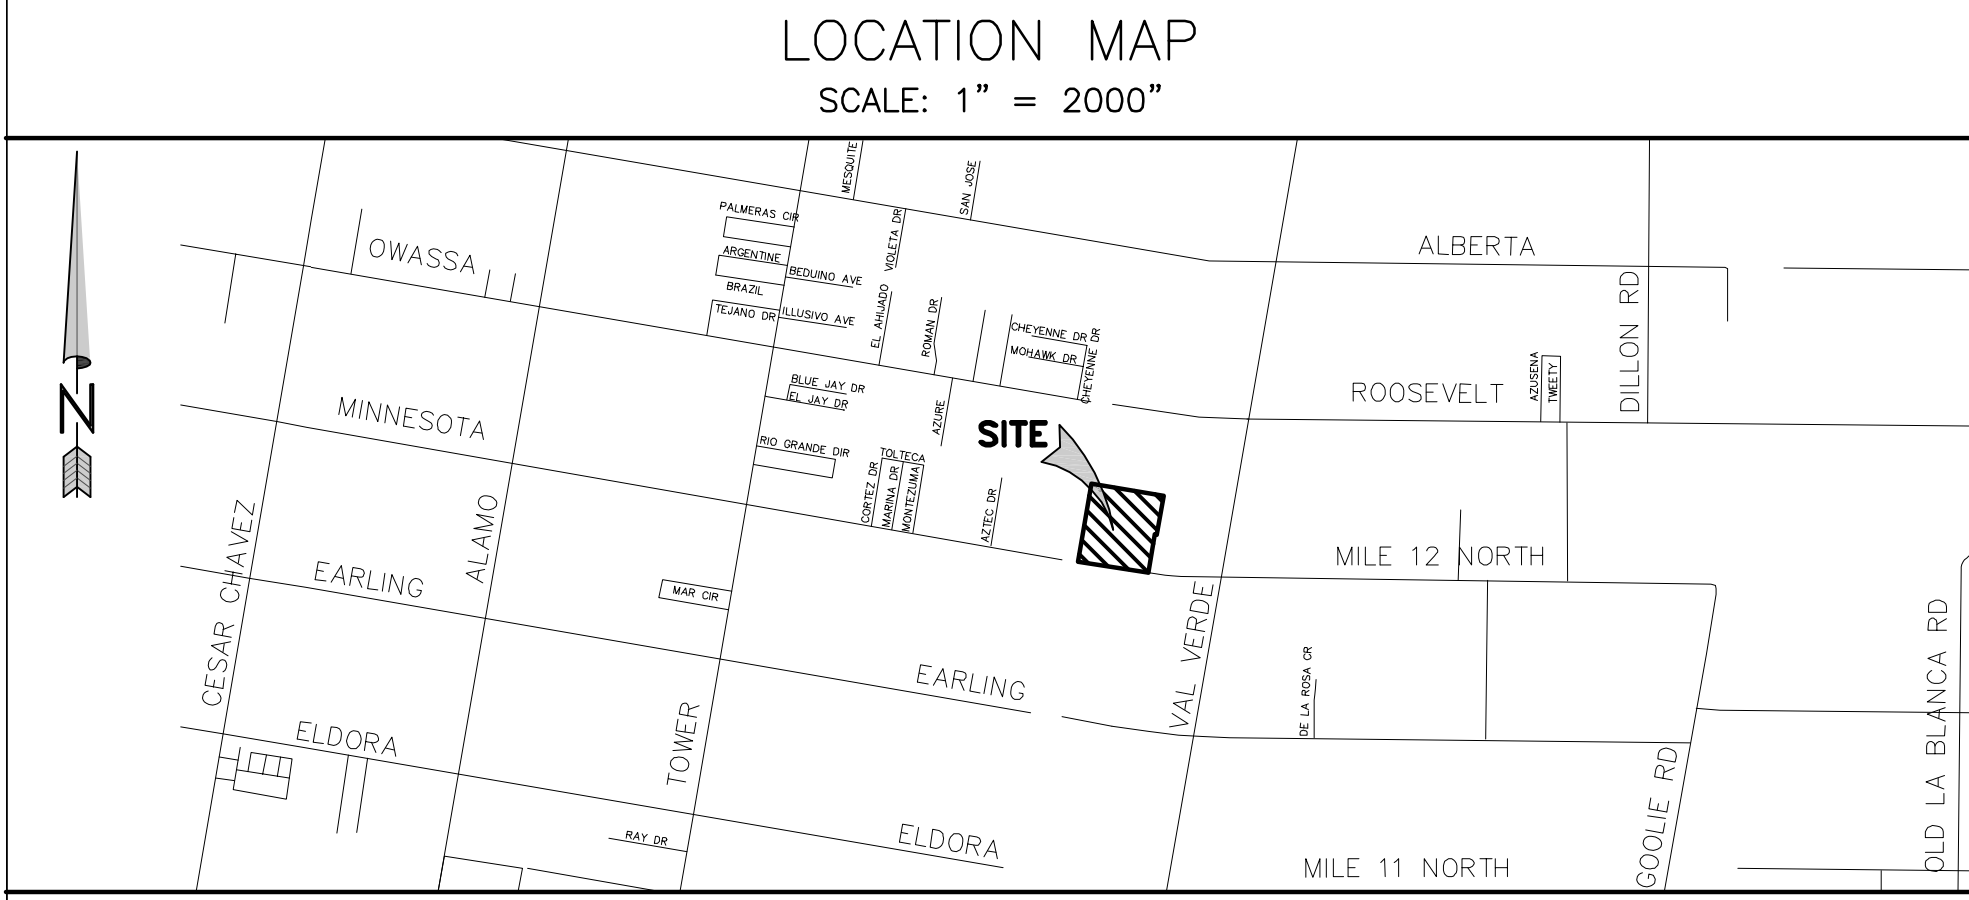 LOCATION MAP
SCALE: 1" = 2000"
MESQUITE
SAN JOSE
PALMERAS CIR
VIOLETA DR
OWASSA
ALBERTA
ARGENTINE
BEDUINO AVE
BRAZIL
EL AHIJADO
DILLON RD
TEJANO DR
ILLUSIVO AVE
ROMAN DR
CHEYENNE DR
CHEYENNE DR
MOHAWK DR
AZUSENA
TWEETY
BLUE JAY DR
EL JAY DR
ROOSEVELT
N
MINNESOTA
AZURE
SITE
RIO GRANDE DIR
TOLTECA
CORTEZ DR
MARINA DR
MONTEZUMA
AZTEC DR
CESAR CHAVEZ
ALAMO
MILE 12 NORTH
EARLING
MAR CIR
VAL VERDE
OLD LA BLANCA RD
EARLING
DE LA ROSA CR
ELDORA
TOWER
GOOLIE RD
RAY DR
ELDORA
MILE 11 NORTH